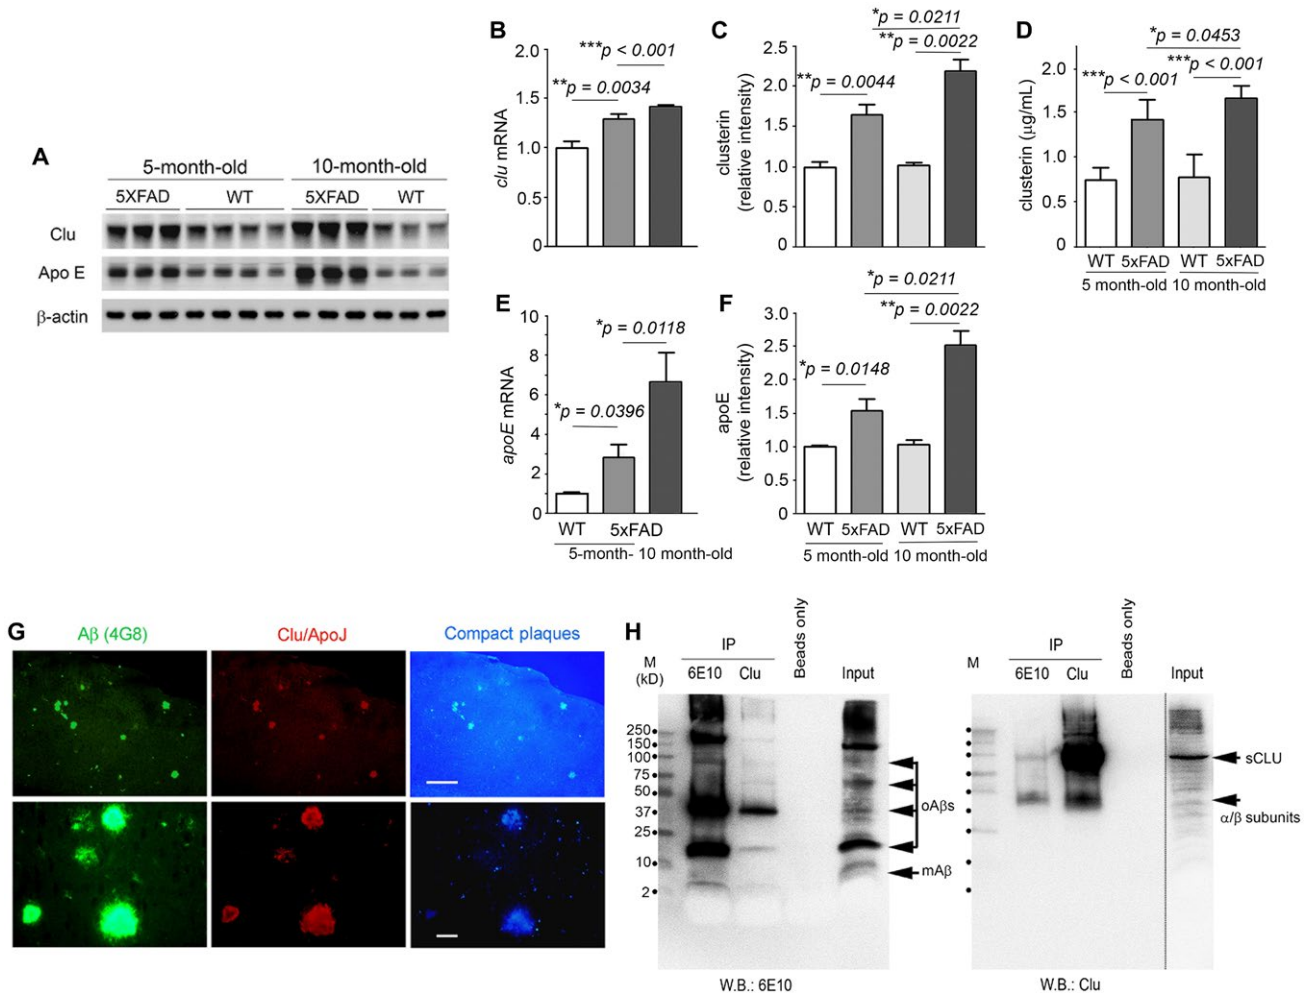 A
5-month-old 10-month-old
5XFAD WT 5XFAD WT
Clu
Apo E
β-actin
B
***p < 0.001
**p = 0.0034
clu mRNA
2.0
1.5
1.0
0.5
0
C
*p = 0.0211
**p = 0.0022
**p = 0.0044
clusterin
(relative intensity)
2.5
2.0
1.5
1.0
0.5
0
D
*p = 0.0453
***p < 0.001 ***p < 0.001
clusterin (µg/mL)
2.0
1.5
1.0
0.5
0
WT 5xFAD WT 5xFAD
5 month-old 10 month-old
E
*p = 0.0118
*p = 0.0396
apoE mRNA
10
8
6
4
2
0
WT 5xFAD
5-month- 10 month-old
F
*p = 0.0211
**p = 0.0022
*p = 0.0148
apoE
(relative intensity)
3.0
2.5
2.0
1.5
1.0
0.5
0
WT 5xFAD WT 5xFAD
5 month-old 10 month-old
G
Aβ (4G8) Clu/ApoJ Compact plaques
H
M
(kD)
IP
6E10 Clu
Beads only
Input
250
150
100
75
50
37
25
10
2
oAβs
mAβ
W.B.: 6E10
M
IP
6E10 Clu
Beads only
Input
sCLU
α/β subunits
W.B.: Clu